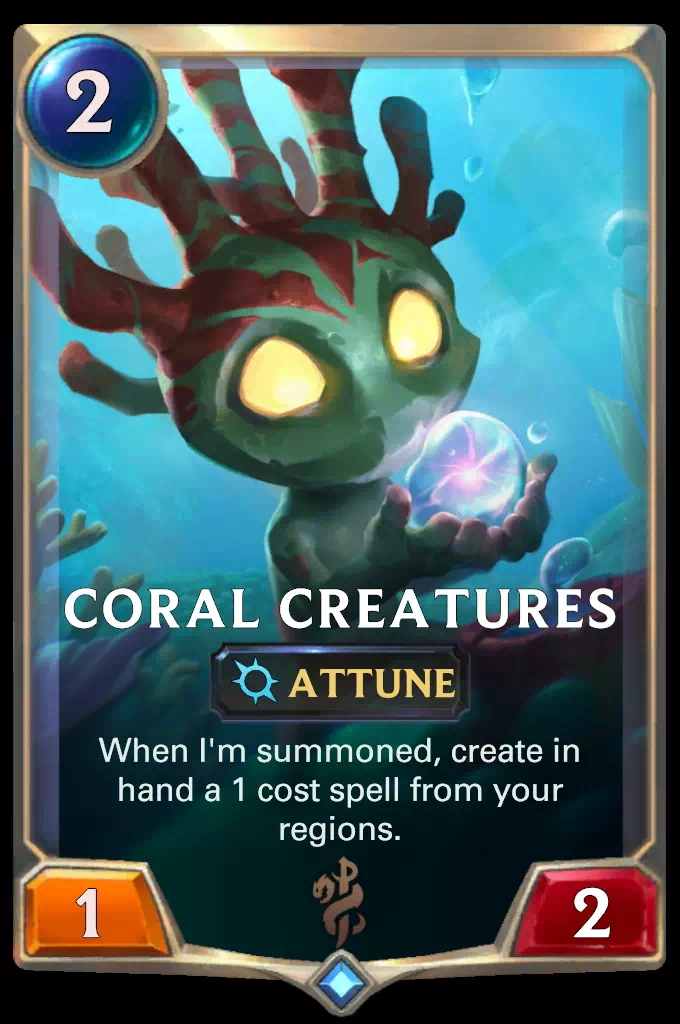 2
CORAL CREATURES
ATTUNE
When I'm summoned, create in
hand a 1 cost spell from your
regions.
1
2